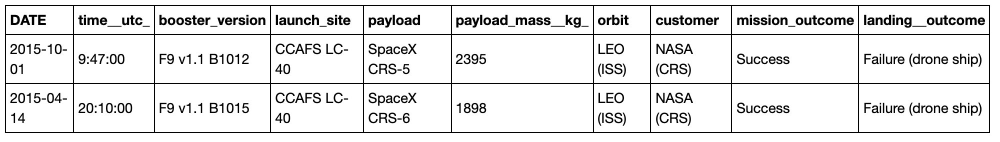 DATE time__utc_ booster_version launch_site payload payload_mass__kg_ orbit customer mission_outcome landing__outcome
2015-10- CCAFS LC- SpaceX LEO NASA
9:47:00 F9 v1.1 B1012 2395 Success Failure (drone ship)
01 40 CRS-5 (ISS) (CRS)
2015-04- CCAFS LC- SpaceX LEO NASA
20:10:00 F9 v1.1 B1015 1898 Success Failure (drone ship)
14 40 CRS-6 (ISS) (CRS)